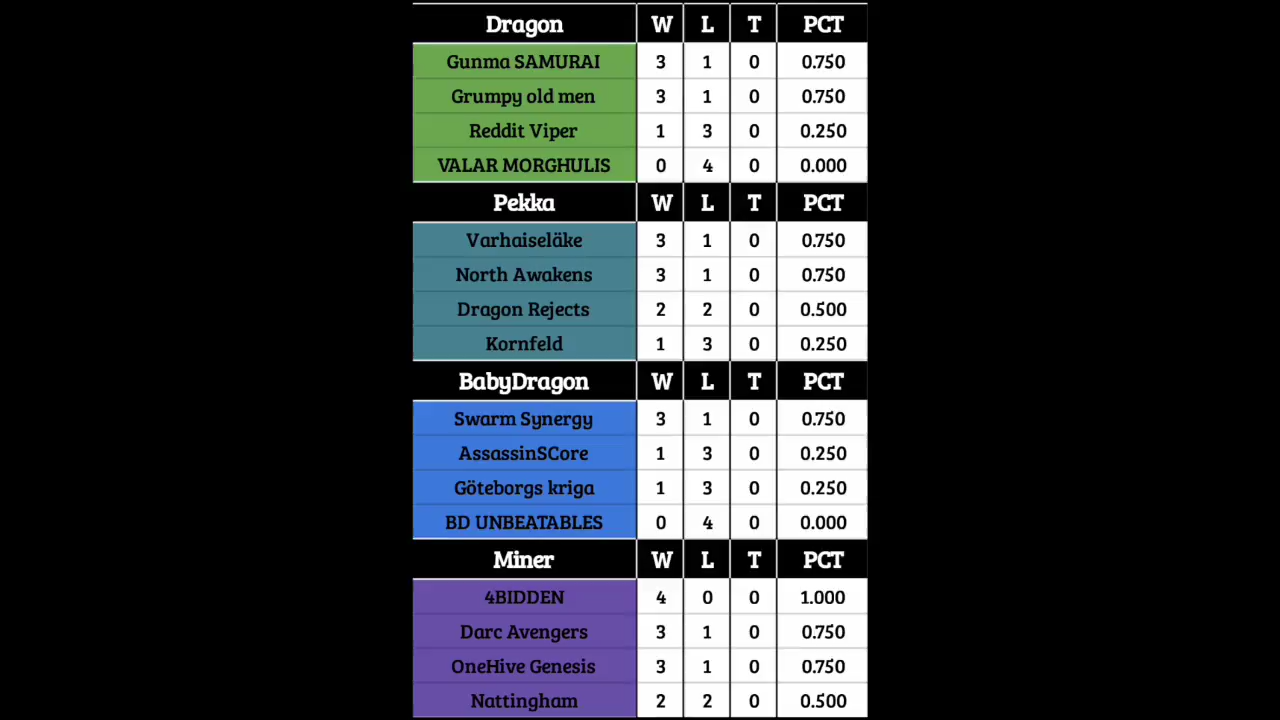 Dragon W L T PCT
Gunma SAMURAI 3 1 0 0.750
Grumpy old men 3 1 0 0.750
Reddit Viper 1 3 0 0.250
VALAR MORGHULIS 0 4 0 0.000
Pekka W L T PCT
Varhaiseläke 3 1 0 0.750
North Awakens 3 1 0 0.750
Dragon Rejects 2 2 0 0.500
Kornfeld 1 3 0 0.250
BabyDragon W L T PCT
Swarm Synergy 3 1 0 0.750
AssassinSCore 1 3 0 0.250
Göteborgs kriga 1 3 0 0.250
BD UNBEATABLES 0 4 0 0.000
Miner W L T PCT
4BIDDEN 4 0 0 1.000
Darc Avengers 3 1 0 0.750
OneHive Genesis 3 1 0 0.750
Nattingham 2 2 0 0.500